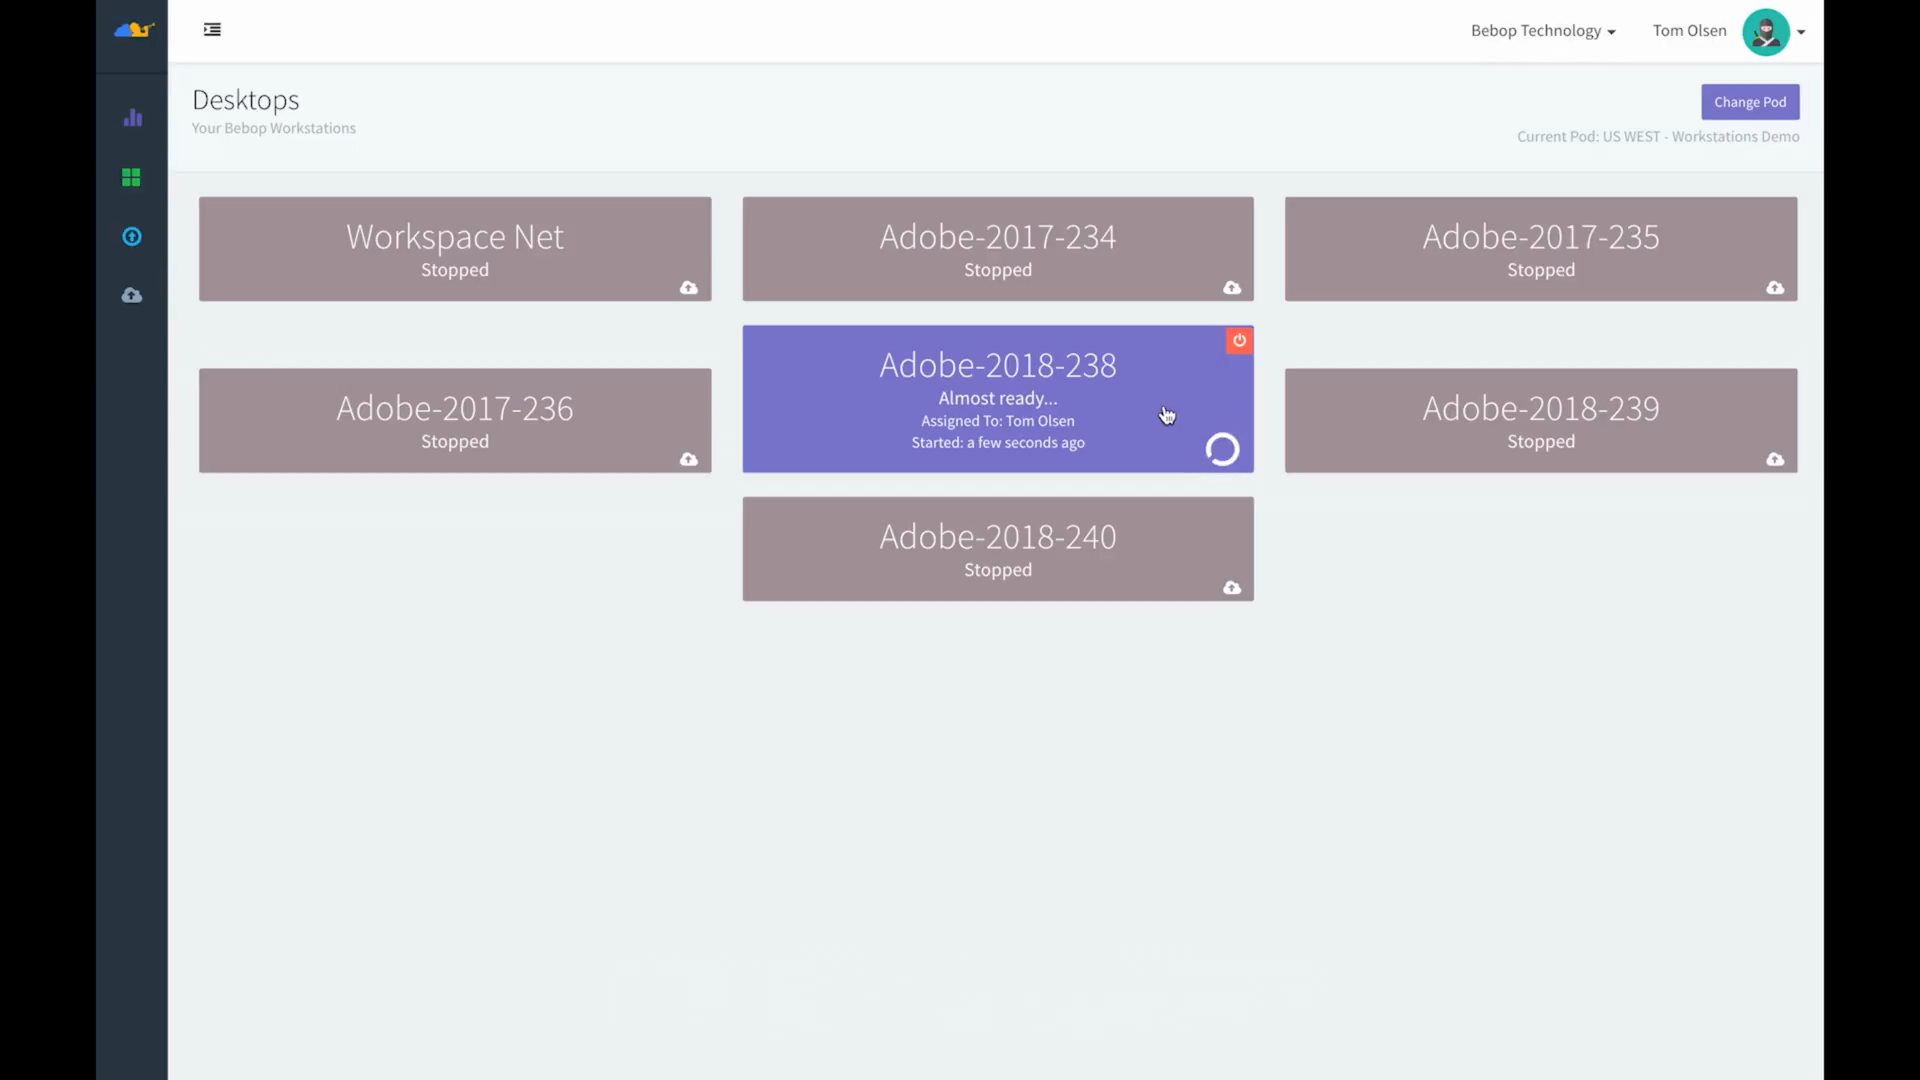 Bebop Technology
Tom Olsen
Desktops
Your Bebop Workstations
Change Pod
Current Pod: US WEST - Workstations Demo
Workspace Net
Stopped
Adobe-2017-234
Stopped
Adobe-2017-235
Stopped
Adobe-2017-236
Stopped
Adobe-2018-238
Almost ready...
Assigned To: Tom Olsen
Started: a few seconds ago
Adobe-2018-239
Stopped
Adobe-2018-240
Stopped